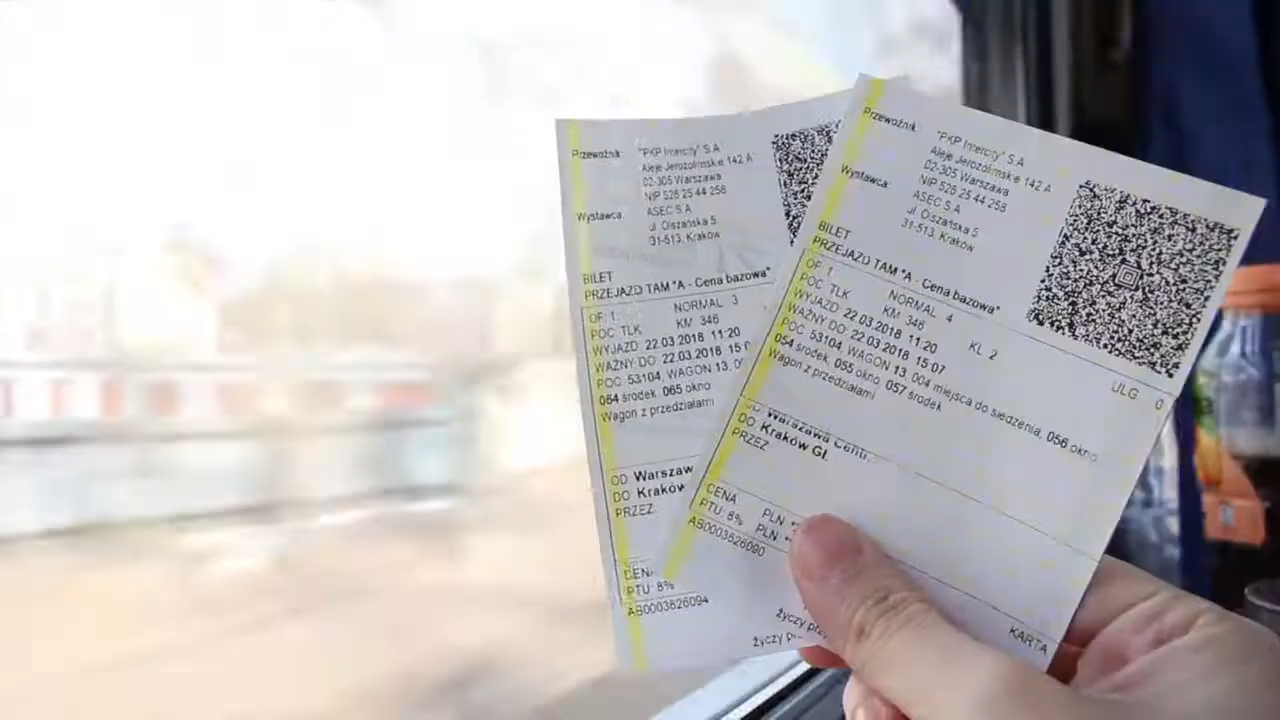 Przewoźnik: "PKP Intercity" S.A
Aleje Jerozolimskie 142 A
02-305 Warszawa
NIP 526 25 44 258
Wystawca: ASEC S.A
ul. Olszańska 5
31-513, Kraków
BILET
PRZEJAZD TAM "A - Cena bazowa"
OF: 1 NORMAL 3
POC TLK KM 346
WYJAZD 22.03.2018 11:20
WAŻNY DO: 22.03.2018
POC 53104, WAGON 13,
064 środek, 065 okno
Wagon z przedziałami
OD Warszaw
DO Kraków
PRZEZ:
PTU: 8%
AB0003626094
Przewoźnik: "PKP Intercity" S.A
Aleje Jerozolimskie 142 A
02-305 Warszawa
NIP 526 25 44 258
Wystawca: ASEC S.A
ul. Olszańska 5
31-513, Kraków
BILET
PRZEJAZD TAM "A - Cena bazowa"
OF: 1 NORMAL 4 KL 2 ULG 0
POC TLK KM 346
WYJAZD 22.03.2018 11:20
WAŻNY DO: 22.03.2018 15:07
POC 53104, WAGON 13, 004 miejsca do siedzenia, 056 okno,
054 środek, 055 okno, 057 środek
Wagon z przedziałami
OD Warszawa Centr.
DO Kraków Gł.
PRZEZ
CENA PLN
PTU: 8% PLN
AB0003626090
KARTA
życzy
życzy